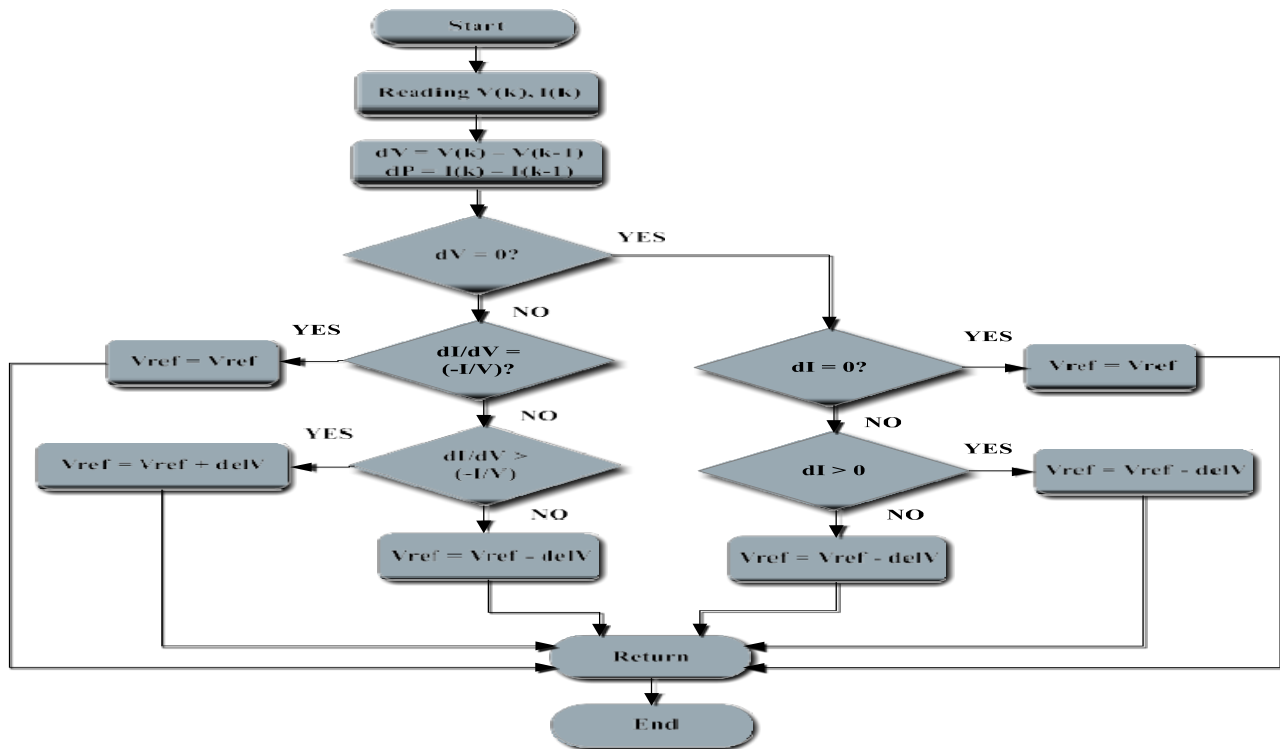 Start
Reading V(k), I(k)
dV = V(k) – V(k-1)
dP = I(k) – I(k-1)
dV = 0?
YES
NO
dI/dV =
(-I/V)?
YES
Vref = Vref
NO
dI/dV >
(-I/V)
YES
Vref = Vref + delV
NO
Vref = Vref - delV
dI = 0?
YES
Vref = Vref
NO
dI > 0
YES
Vref = Vref - delV
NO
Vref = Vref - delV
Return
End